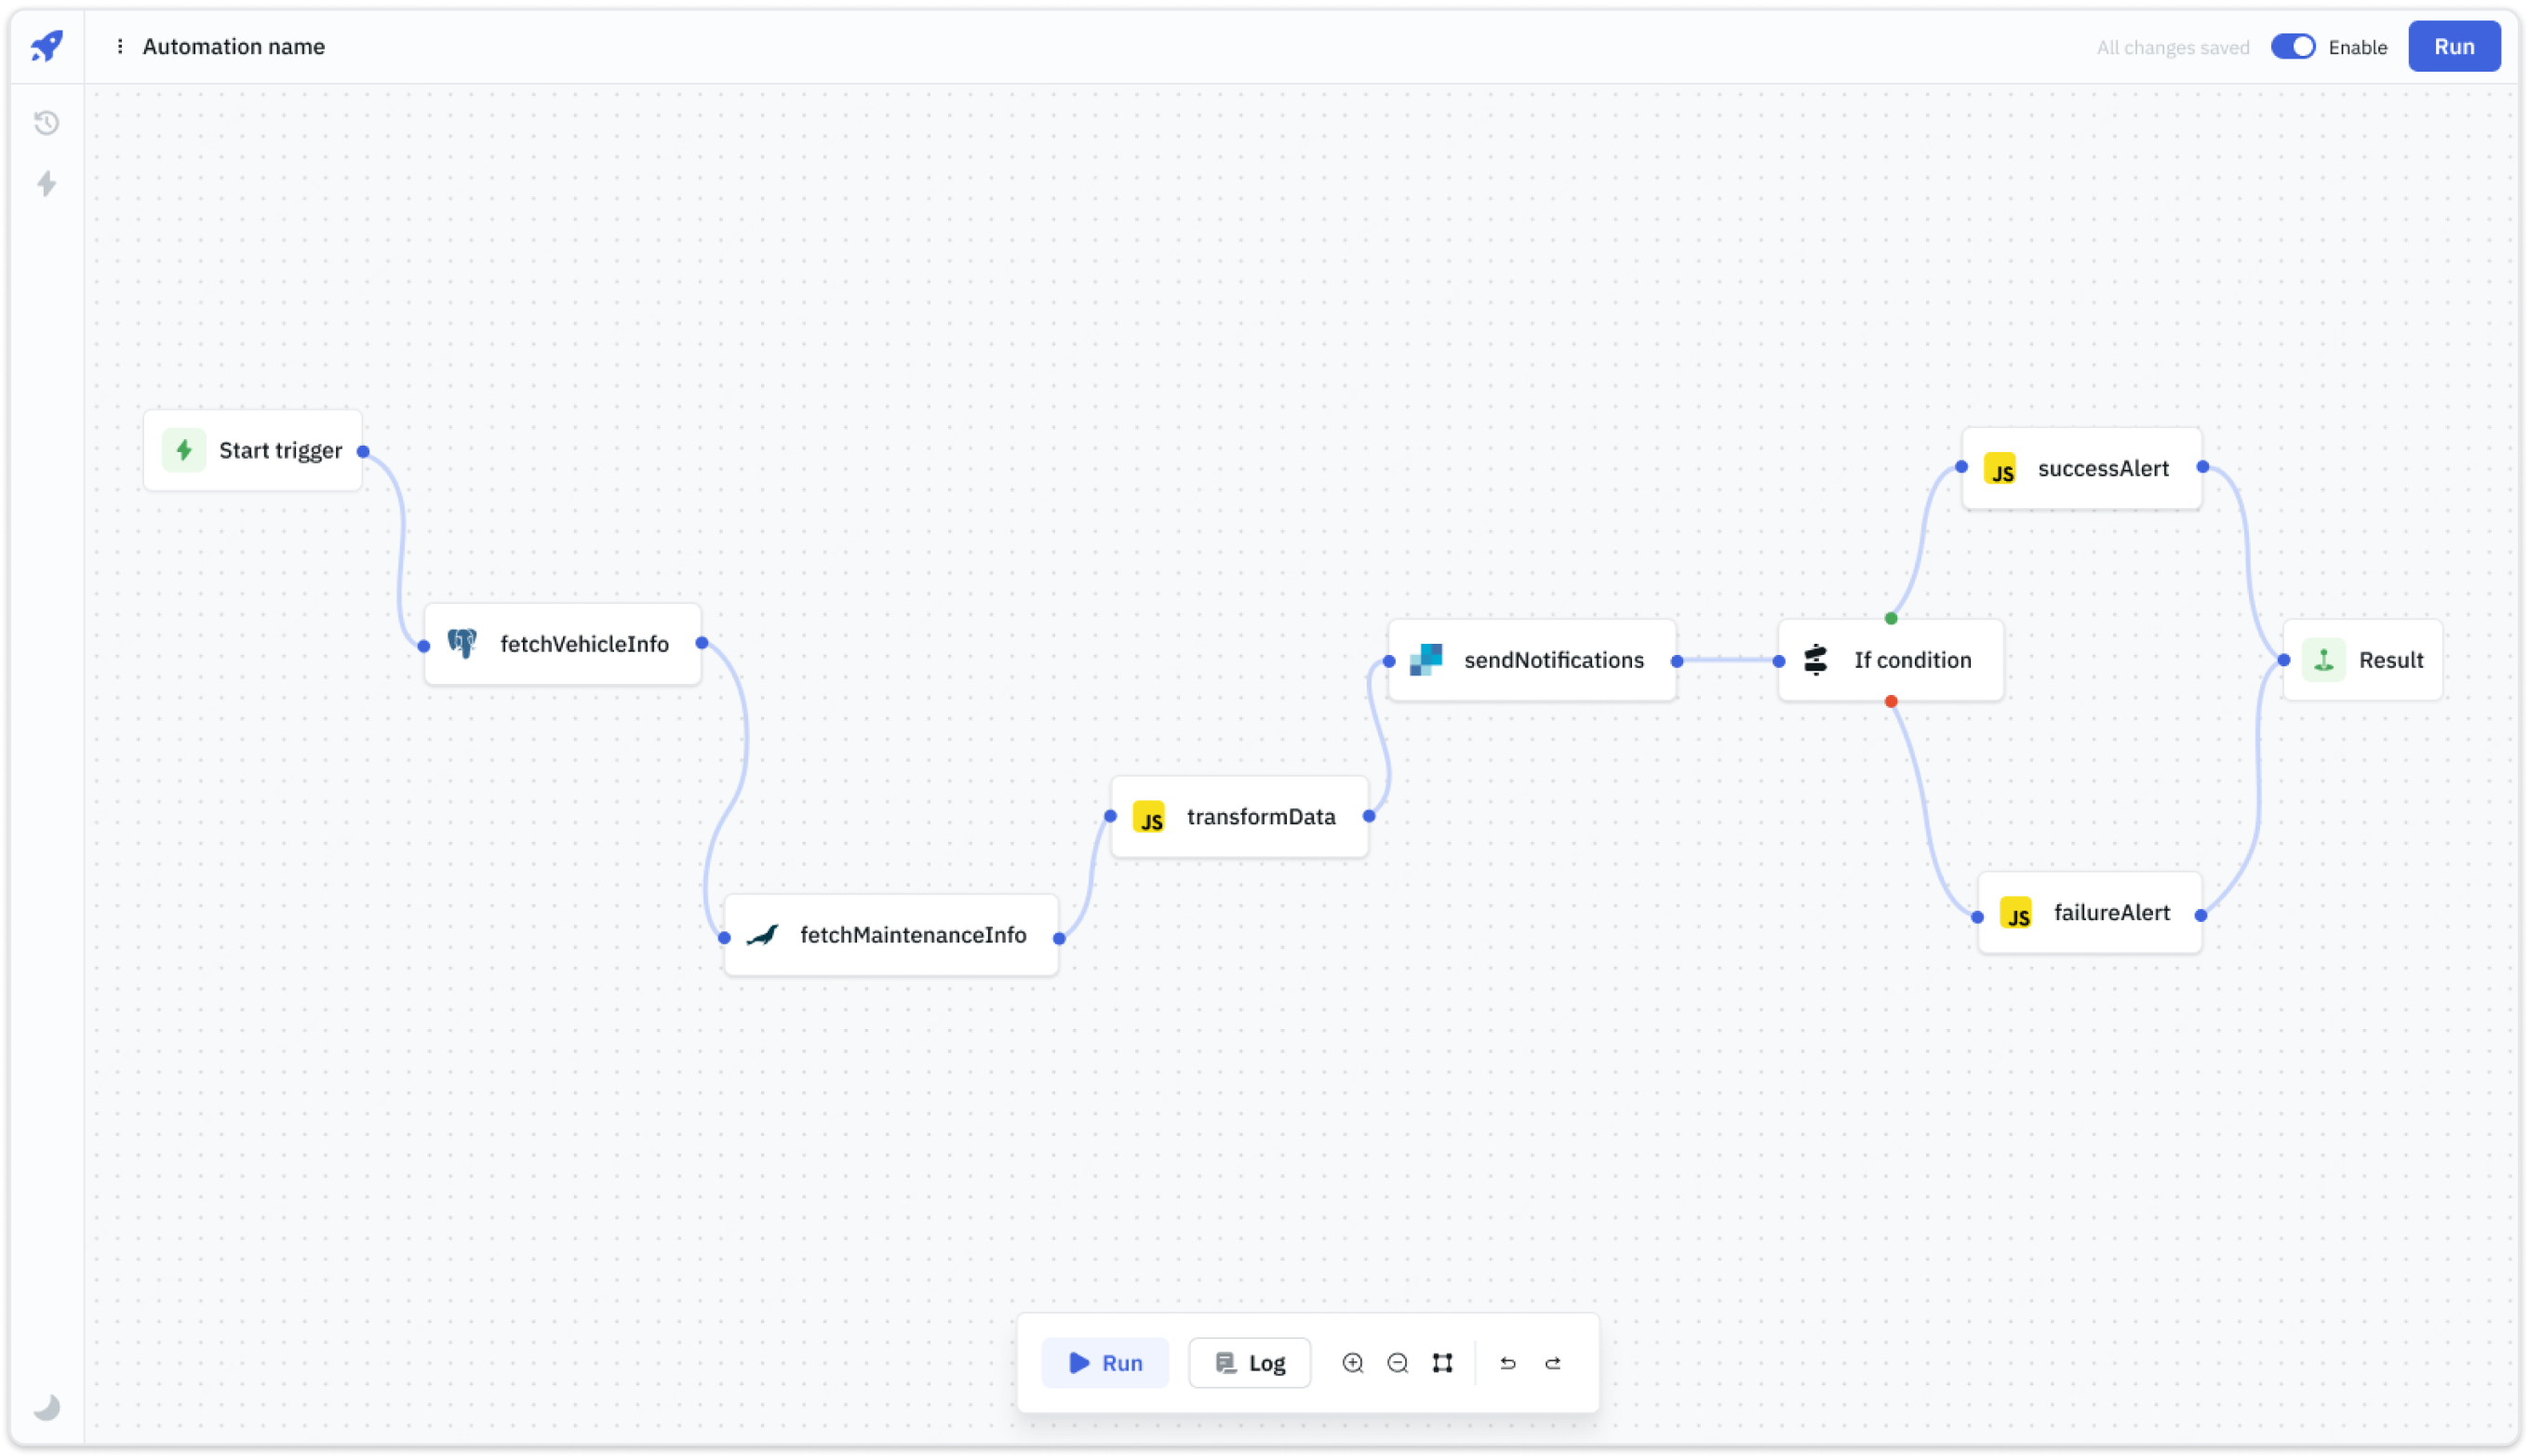 Automation name
All changes saved
Enable
Run
Start trigger
fetchVehicleInfo
fetchMaintenanceInfo
JS transformData
sendNotifications
If condition
JS successAlert
JS failureAlert
Result
Run
Log